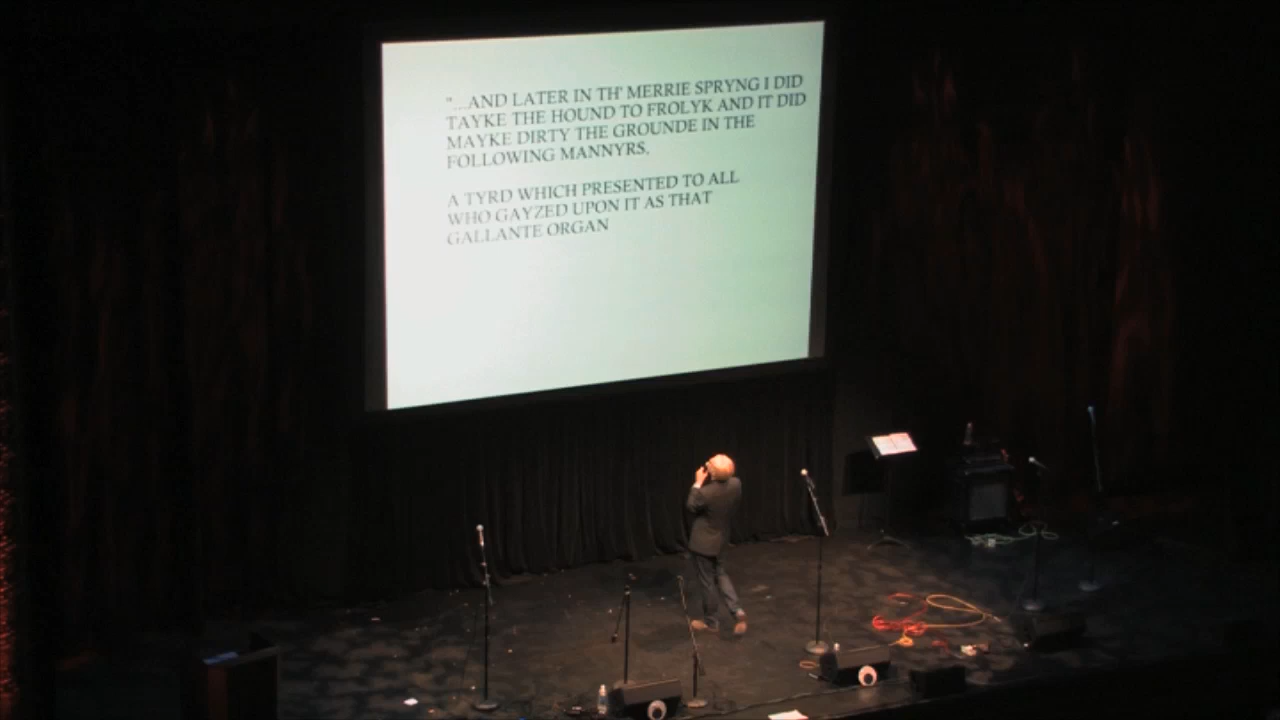 "...AND LATER IN TH' MERRIE SPRYNG I DID
TAYKE THE HOUND TO FROLYK AND IT DID
MAYKE DIRTY THE GROUNDE IN THE
FOLLOWING MANNYRS,
A TYRD WHICH PRESENTED TO ALL
WHO GAYZED UPON IT AS THAT
GALLANTE ORGAN